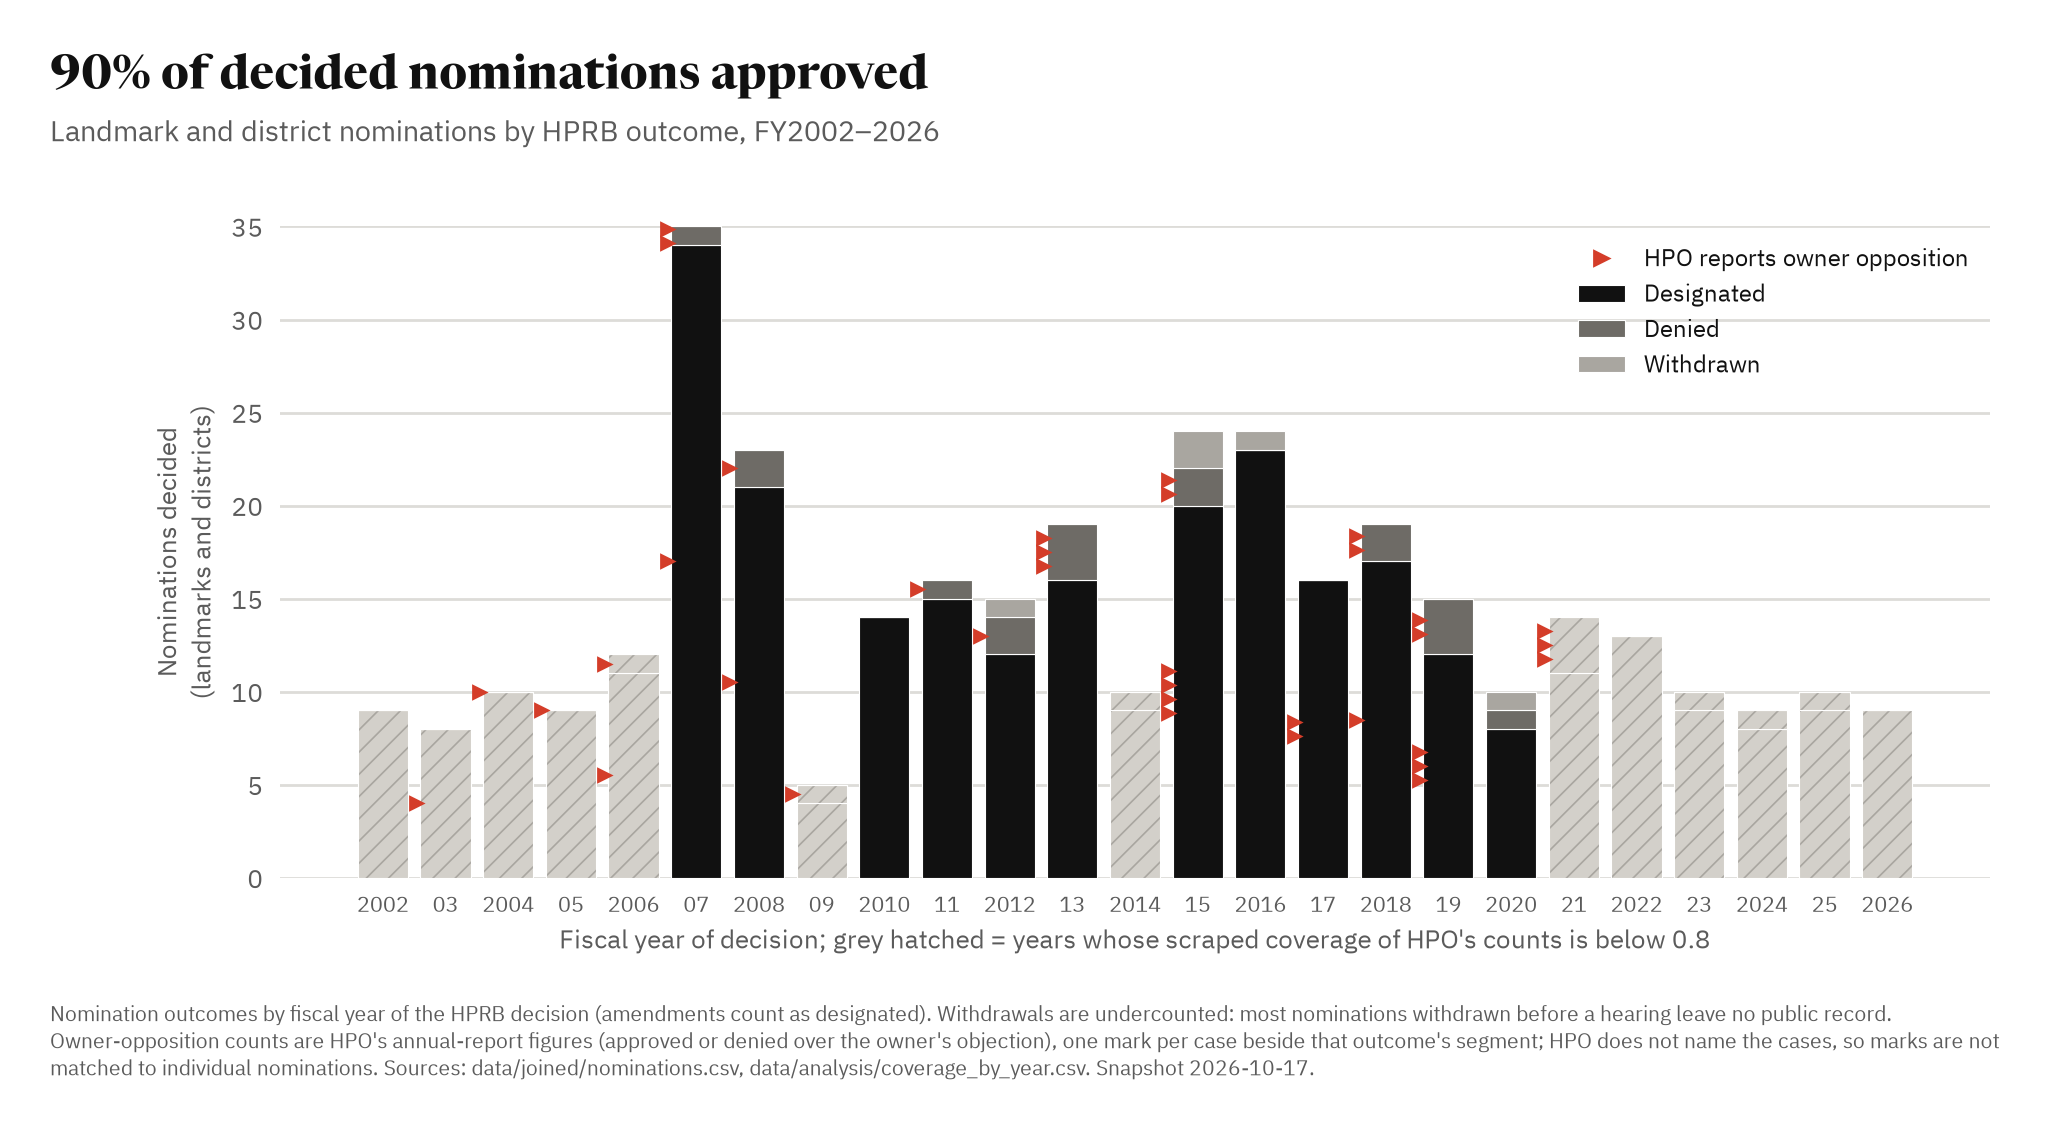 90% of decided nominations approved
Landmark and district nominations by HPRB outcome, FY2002–2026
35
30
25
20
15
10
5
0
Nominations decided
(landmarks and districts)
HPO reports owner opposition
Designated
Denied
Withdrawn
2002 03 2004 05 2006 07 2008 09 2010 11 2012 13 2014 15 2016 17 2018 19 2020 21 2022 23 2024 25 2026
Fiscal year of decision; grey hatched = years whose scraped coverage of HPO's counts is below 0.8
Nomination outcomes by fiscal year of the HPRB decision (amendments count as designated). Withdrawals are undercounted: most nominations withdrawn before a hearing leave no public record.
Owner-opposition counts are HPO's annual-report figures (approved or denied over the owner's objection), one mark per case beside that outcome's segment; HPO does not name the cases, so marks are not
matched to individual nominations. Sources: data/joined/nominations.csv, data/analysis/coverage_by_year.csv. Snapshot 2026-10-17.